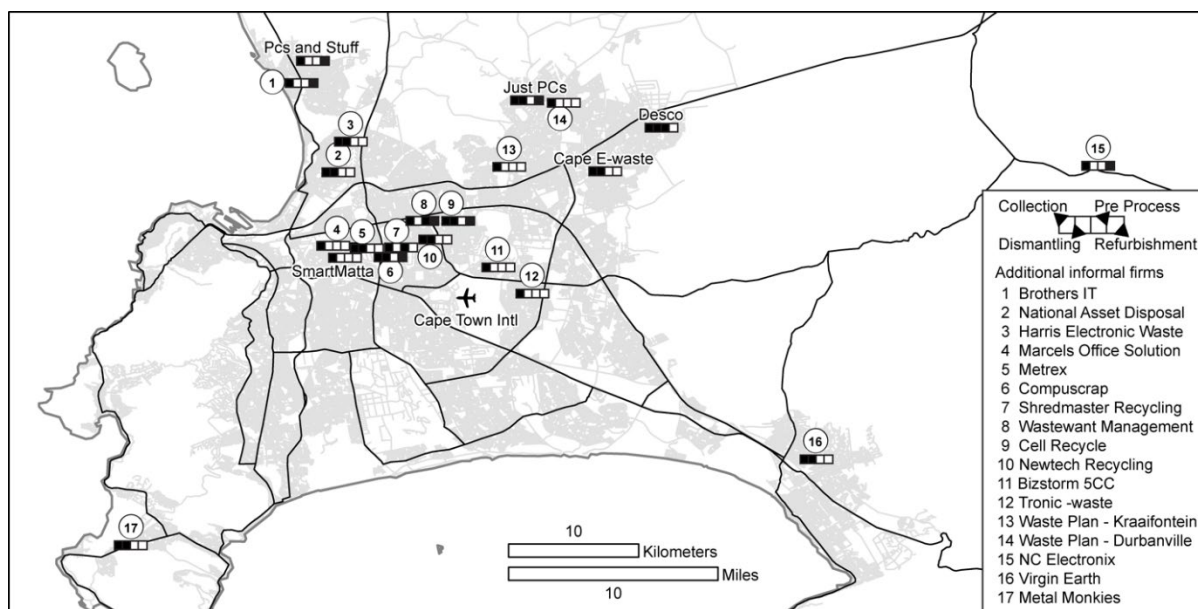 Pcs and Stuff
1
3
2
Just PCs
14
Desco
13
Cape E-waste
15
8
9
4
5
7
10
SmartMatta
6
11
12
Cape Town Intl
16
17
10
Kilometers
Miles
10
Collection Pre Process
Dismantling Refurbishment
Additional informal firms
1 Brothers IT
2 National Asset Disposal
3 Harris Electronic Waste
4 Marcels Office Solution
5 Metrex
6 Compuscrap
7 Shredmaster Recycling
8 Wastewant Management
9 Cell Recycle
10 Newtech Recycling
11 Bizstorm 5CC
12 Tronic -waste
13 Waste Plan - Kraaifontein
14 Waste Plan - Durbanville
15 NC Electronix
16 Virgin Earth
17 Metal Monkies